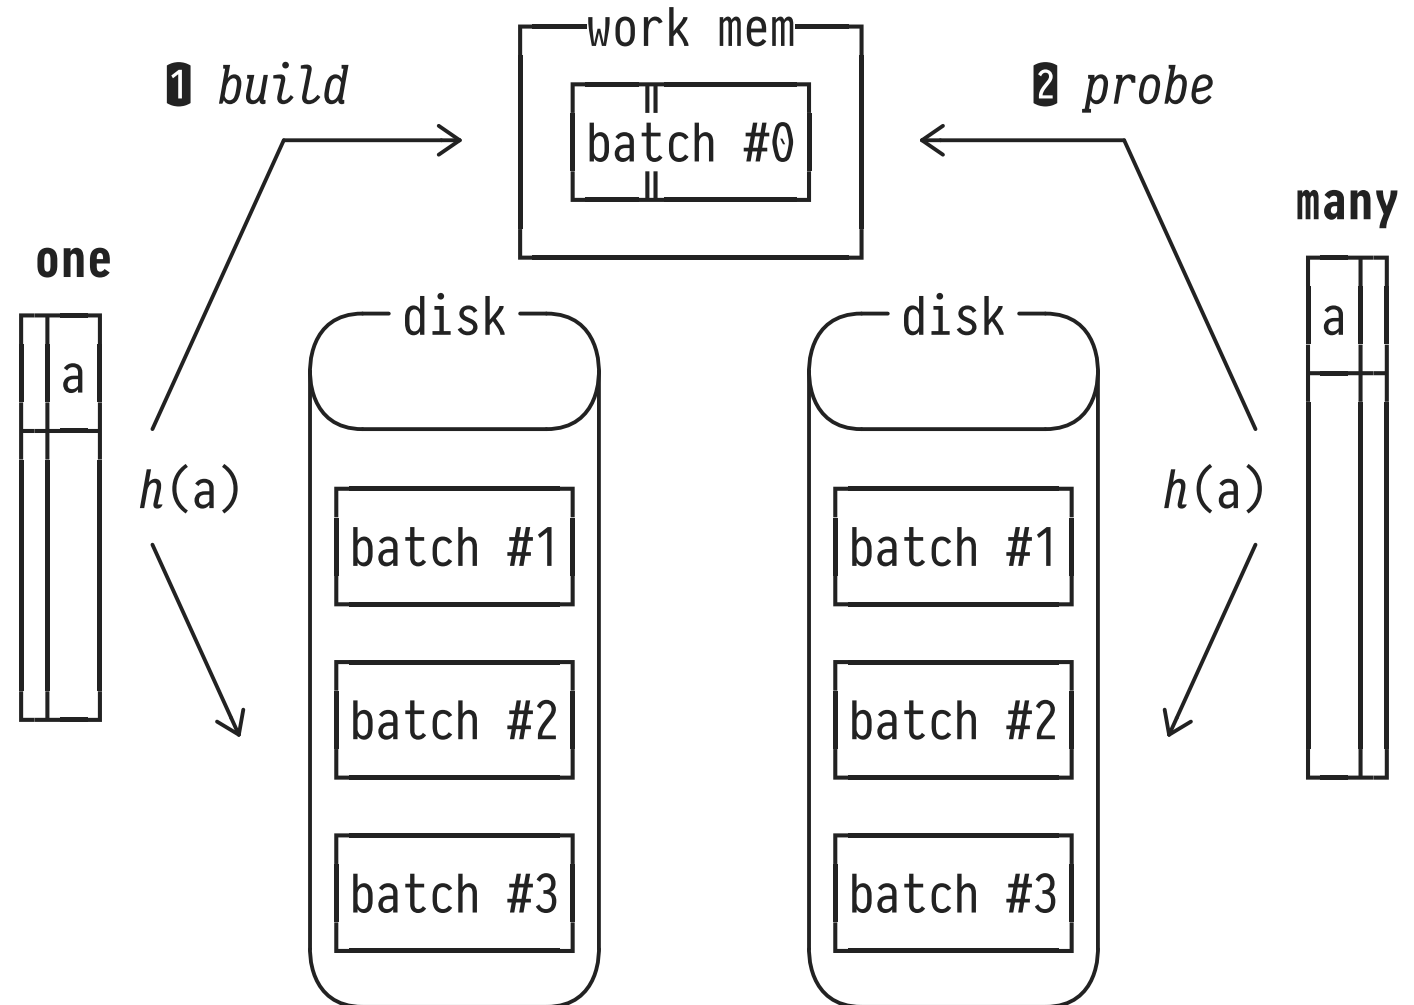 work mem
1 build
2 probe
batch #0
many
one
disk
disk
a
a
h(a)
h(a)
batch #1
batch #1
batch #2
batch #2
batch #3
batch #3